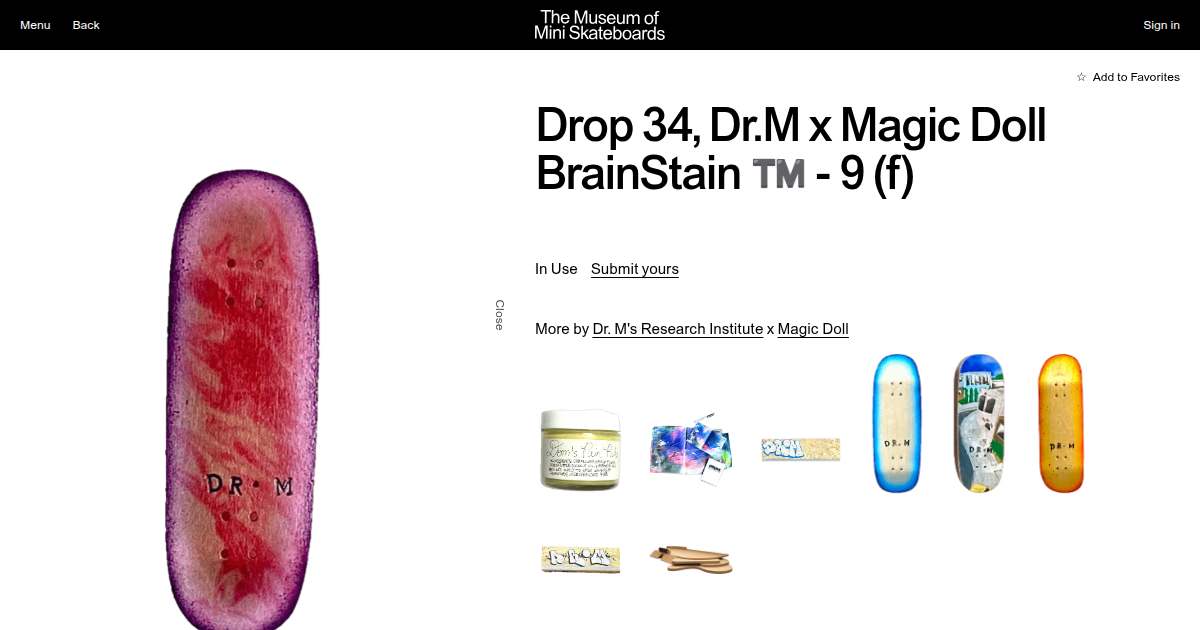 Menu
Back
The Museum of
Mini Skateboards
Sign in
☆ Add to Favorites
Drop 34, Dr.M x Magic Doll
BrainStain ™️ - 9 (f)
In Use
Submit yours
Close
More by Dr. M's Research Institute x Magic Doll
DR.M
DR.M
DR.M
DR.M